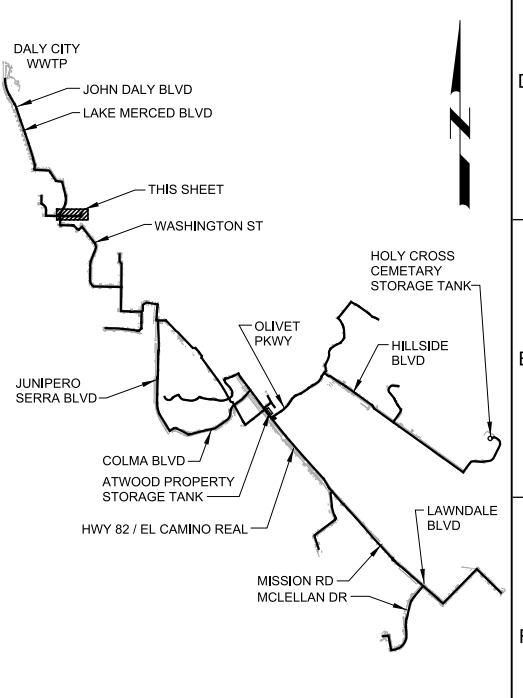 DALY CITY
WWTP
JOHN DALY BLVD
LAKE MERCED BLVD
N
THIS SHEET
WASHINGTON ST
HOLY CROSS
CEMETARY
STORAGE TANK
OLIVET
PKWY
HILLSIDE
BLVD
JUNIPERO
SERRA BLVD
COLMA BLVD
ATWOOD PROPERTY
STORAGE TANK
HWY 82 / EL CAMINO REAL
LAWNDALE
BLVD
MISSION RD
MCLELLAN DR
E
F